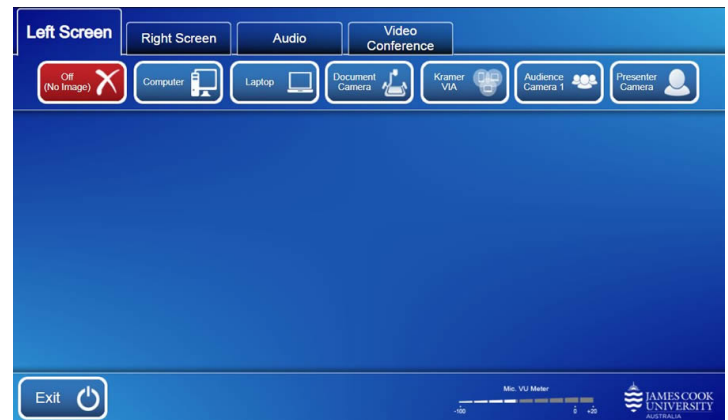 Left Screen
Right Screen
Audio
Video
Conference
Off
(No Image)
Computer
Laptop
Document
Camera
Kramer
VIA
Audience
Camera 1
Presenter
Camera
Exit
Mic. VU Meter
-100
0
+20
JAMES COOK
UNIVERSITY
AUSTRALIA